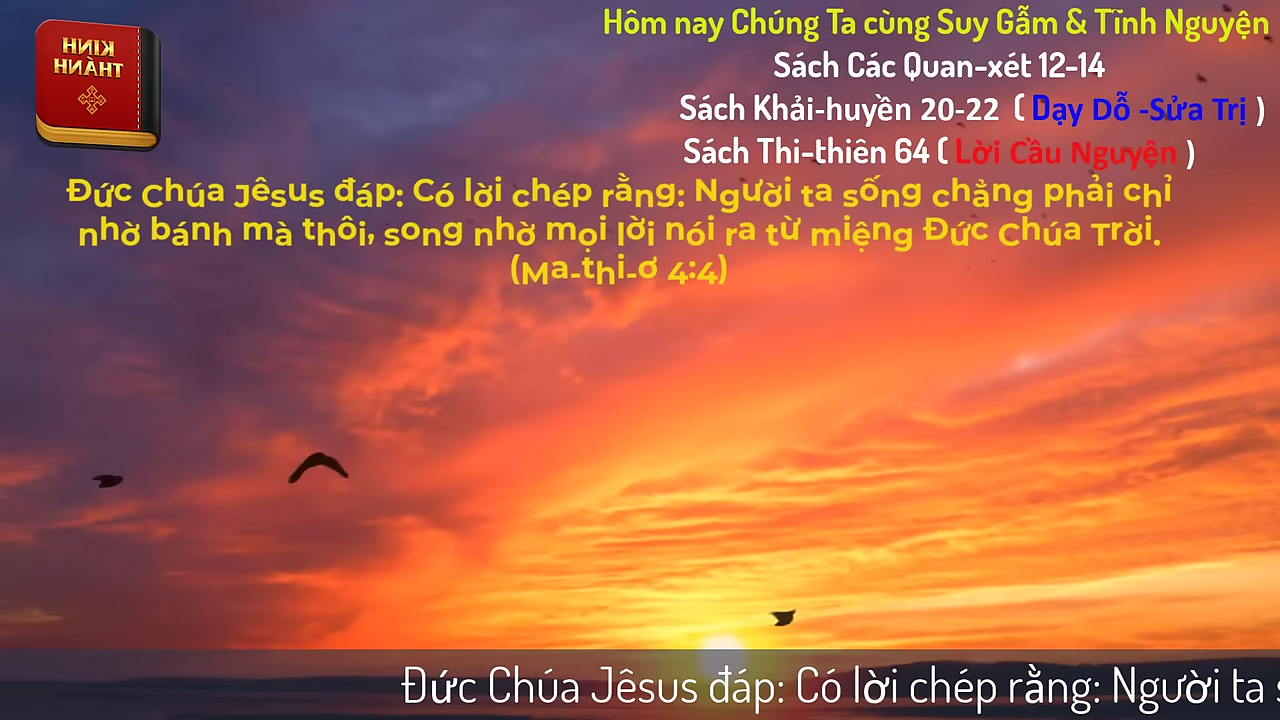 KINH
THÁNH
Hôm nay Chúng Ta cùng Suy Gẫm & Tĩnh Nguyện
Sách Các Quan-xét 12-14
Sách Khải-huyền 20-22 ( Dạy Dỗ -Sửa Trị )
Sách Thi-thiên 64 ( Lời Cầu Nguyện )
Đức Chúa Jêsus đáp: Có lời chép rằng: Người ta sống chẳng phải chỉ
nhờ bánh mà thôi, song nhờ mọi lời nói ra từ miệng Đức Chúa Trời.
(Ma-thi-ơ 4:4)
Đức Chúa Jêsus đáp: Có lời chép rằng: Người ta